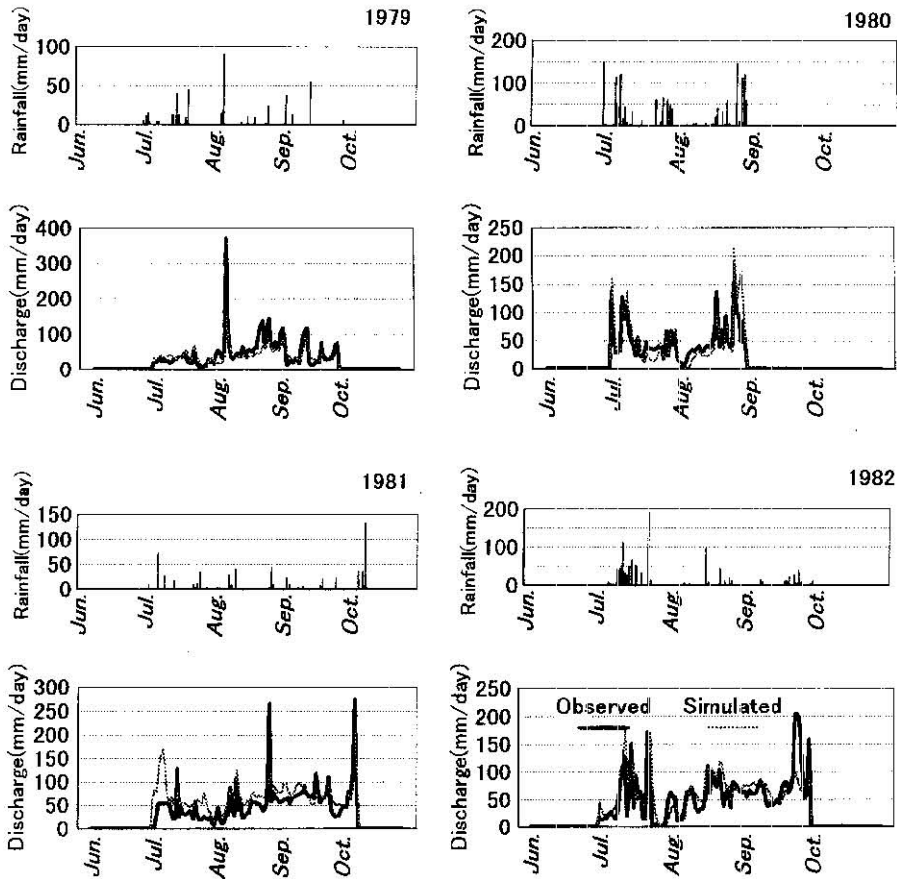 1979
Rainfall(mm/day)
100
50
0
Jun.
Jul.
Aug.
Sep.
Oct.
Discharge(mm/day)
400
300
200
100
0
Jun.
Jul.
Aug.
Sep.
Oct.
1980
Rainfall(mm/day)
200
100
0
Jun.
Jul.
Aug.
Sep.
Oct.
Discharge(mm/day)
250
200
150
100
50
0
Jun.
Jul.
Aug.
Sep.
Oct.
1981
Rainfall(mm/day)
150
100
50
0
Jun.
Jul.
Aug.
Sep.
Oct.
Discharge(mm/day)
300
250
200
150
100
50
0
Jun.
Jul.
Aug.
Sep.
Oct.
1982
Rainfall(mm/day)
200
100
0
Jun.
Jul.
Aug.
Sep.
Oct.
Discharge(mm/day)
250
200
150
100
50
0
Observed Simulated
Jun.
Jul.
Aug.
Sep.
Oct.